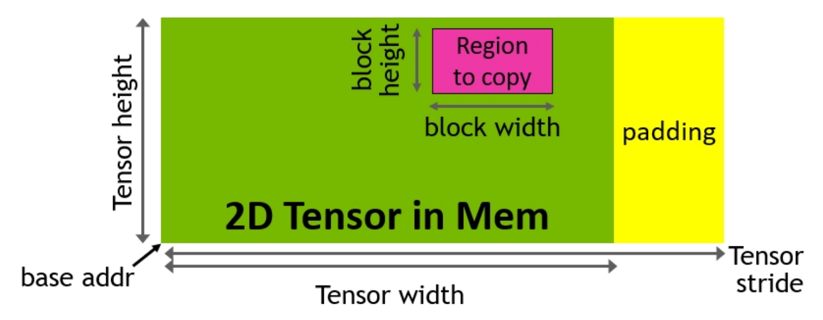 Tensor height
block
height
Region
to copy
block width
padding
2D Tensor in Mem
base addr
Tensor width
Tensor
stride